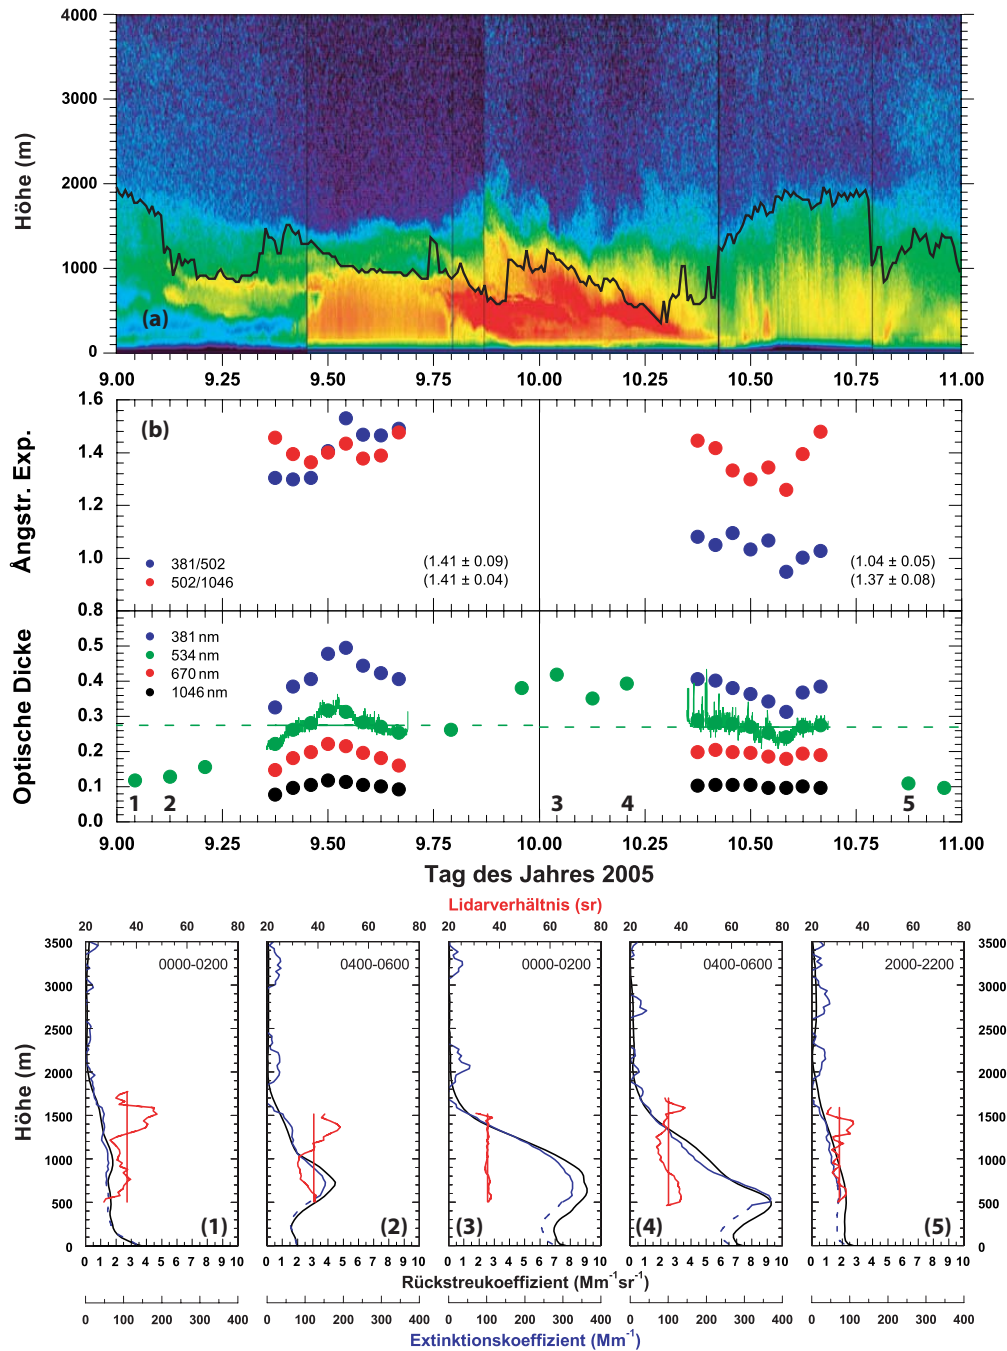 4000
3000
2000
1000
0
Höhe (m)
(a)
9.00 9.25 9.50 9.75 10.00 10.25 10.50 10.75 11.00
1.6
1.4
1.2
1.0
0.8
Ångstr. Exp.
(b)
381/502
502/1046
(1.41 ± 0.09)
(1.41 ± 0.04)
(1.04 ± 0.05)
(1.37 ± 0.08)
0.5
0.4
0.3
0.2
0.1
0.0
Optische Dicke
381 nm
534 nm
670 nm
1046 nm
1 2 3 4 5
9.00 9.25 9.50 9.75 10.00 10.25 10.50 10.75 11.00
Tag des Jahres 2005
Lidarverhältnis (sr)
20 40 60 80 20 40 60 80 20 40 60 80 20 40 60 80 20 40 60 80
3500 3500
3000 3000
2500 2500
2000 2000
1500 1500
1000 1000
500 500
0 0
Höhe (m)
0000-0200 0400-0600 0000-0200 0400-0600 2000-2200
(1) (2) (3) (4) (5)
0 1 2 3 4 5 6 7 9 10 0 1 2 3 4 5 6 7 9 10 0 1 2 3 4 5 6 7 9 10 0 1 2 3 4 5 6 7 9 10 0 1 2 3 4 5 6 7 9 10
Rückstreukoeffizient (Mm⁻¹sr⁻¹)
0 100 200 300 400 0 100 200 300 400 0 100 200 300 400 0 100 200 300 400 0 100 200 300 400
Extinktionskoeffizient (Mm⁻¹)